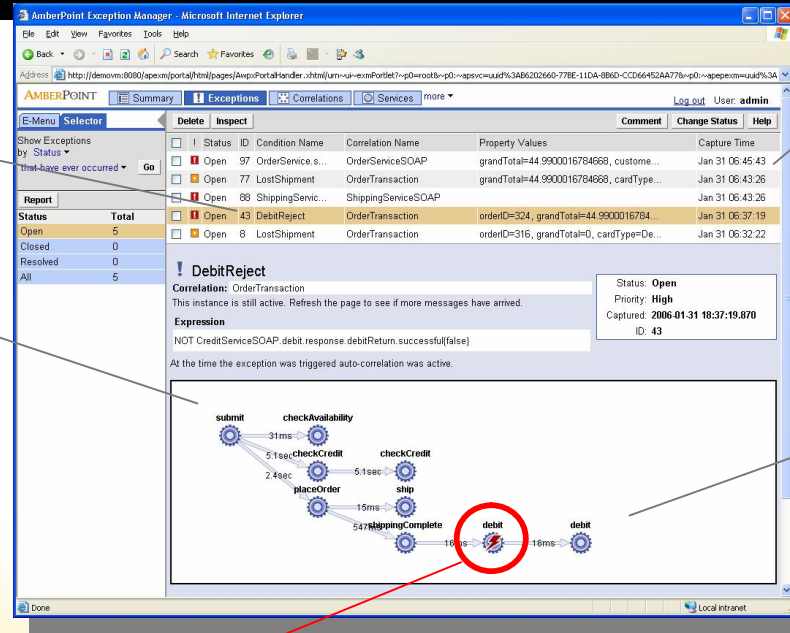 AmberPoint Exception Manager - Microsoft Internet Explorer
File Edit View Favorites Tools Help
Back Search Favorites
Address http://demovm:8080/apexm/portal/html/pages/AwpxPortalHandler.xhtml/urn~ui~exmPortlet?~p0=root&~p0:~apsvc=uuid%3AB6202660-77BE-11DA-8B6D-CCD66452AA77&~p0:~apepexm=uuid%3A
AMBERPOINT Summary Exceptions Correlations Services more Log out User: admin
E-Menu Selector Delete Inspect Comment Change Status Help
Show Exceptions
by Status
that have ever occurred Go
Report
Status Total
Open 5
Closed 0
Resolved 0
All 5
! Status ID Condition Name Correlation Name Property Values Capture Time
Open 97 OrderService.s... OrderServiceSOAP grandTotal=44.9900016784668, custome... Jan 31 06:45:43
Open 77 LostShipment OrderTransaction grandTotal=44.9900016784668, cardType... Jan 31 06:43:26
Open 88 ShippingServic... ShippingServiceSOAP Jan 31 06:43:26
Open 43 DebitReject OrderTransaction orderID=324, grandTotal=44.9900016784... Jan 31 06:37:19
Open 8 LostShipment OrderTransaction orderID=316, grandTotal=0, cardType=De... Jan 31 06:32:22
! DebitReject
Correlation: OrderTransaction
This instance is still active. Refresh the page to see if more messages have arrived.
Expression
NOT CreditServiceSOAP.debit.response.debitReturn.successful{false}
At the time the exception was triggered auto-correlation was active.
Status: Open
Priority: High
Captured: 2006-01-31 18:37:19.870
ID: 43
submit checkAvailability
31ms
5.1sec checkCredit checkCredit
5.1sec
2.4sec
placeOrder ship
15ms
547ms shippingComplete debit debit
16ms 16ms
Done Local intranet